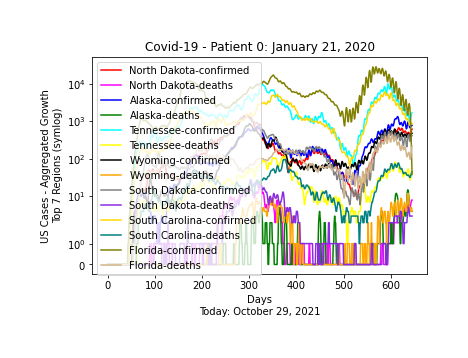 Covid-19 - Patient 0: January 21, 2020
US Cases - Aggregated Growth
Top 7 Regions (symlog)
10⁴
10³
10²
10¹
10⁰
0
North Dakota-confirmed
North Dakota-deaths
Alaska-confirmed
Alaska-deaths
Tennessee-confirmed
Tennessee-deaths
Wyoming-confirmed
Wyoming-deaths
South Dakota-confirmed
South Dakota-deaths
South Carolina-confirmed
South Carolina-deaths
Florida-confirmed
Florida-deaths
0 100 200 300 400 500 600
Days
Today: October 29, 2021